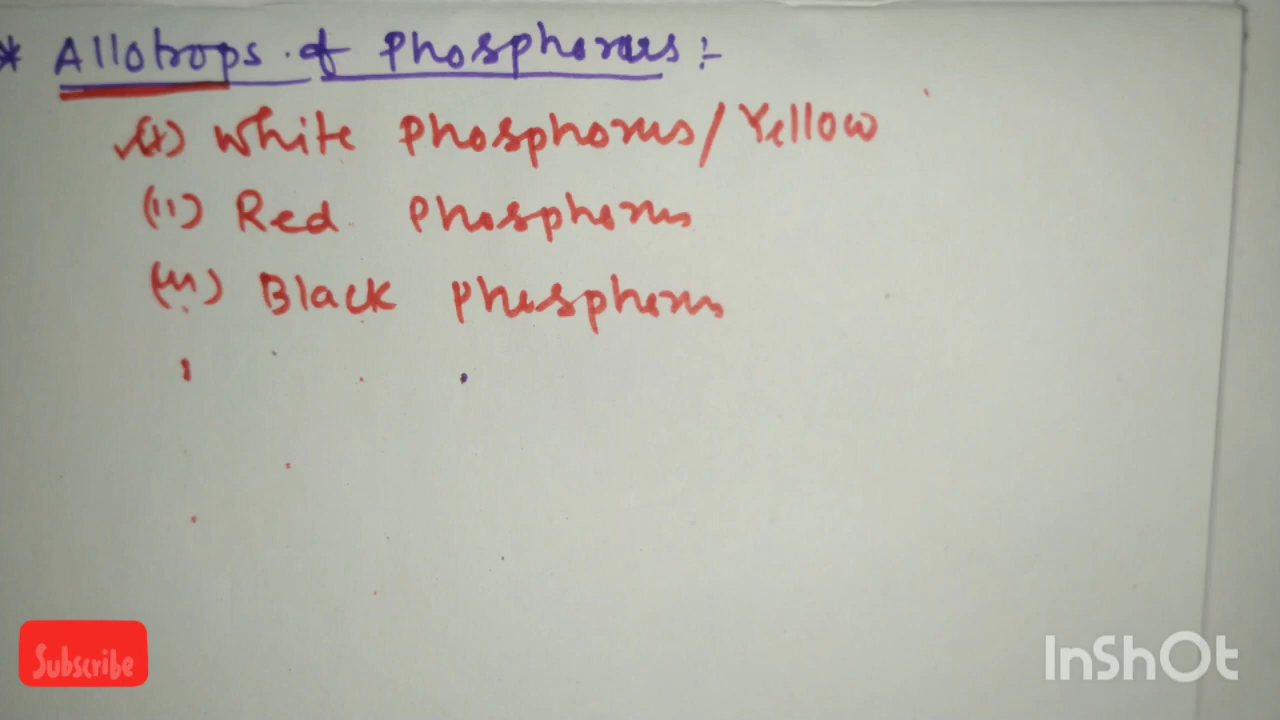 * Allotrops of Phosphorus :-
(i) White Phosphorus/Yellow
(ii) Red Phosphorus
(iii) Black Phosphorus
Subscribe
InShOt